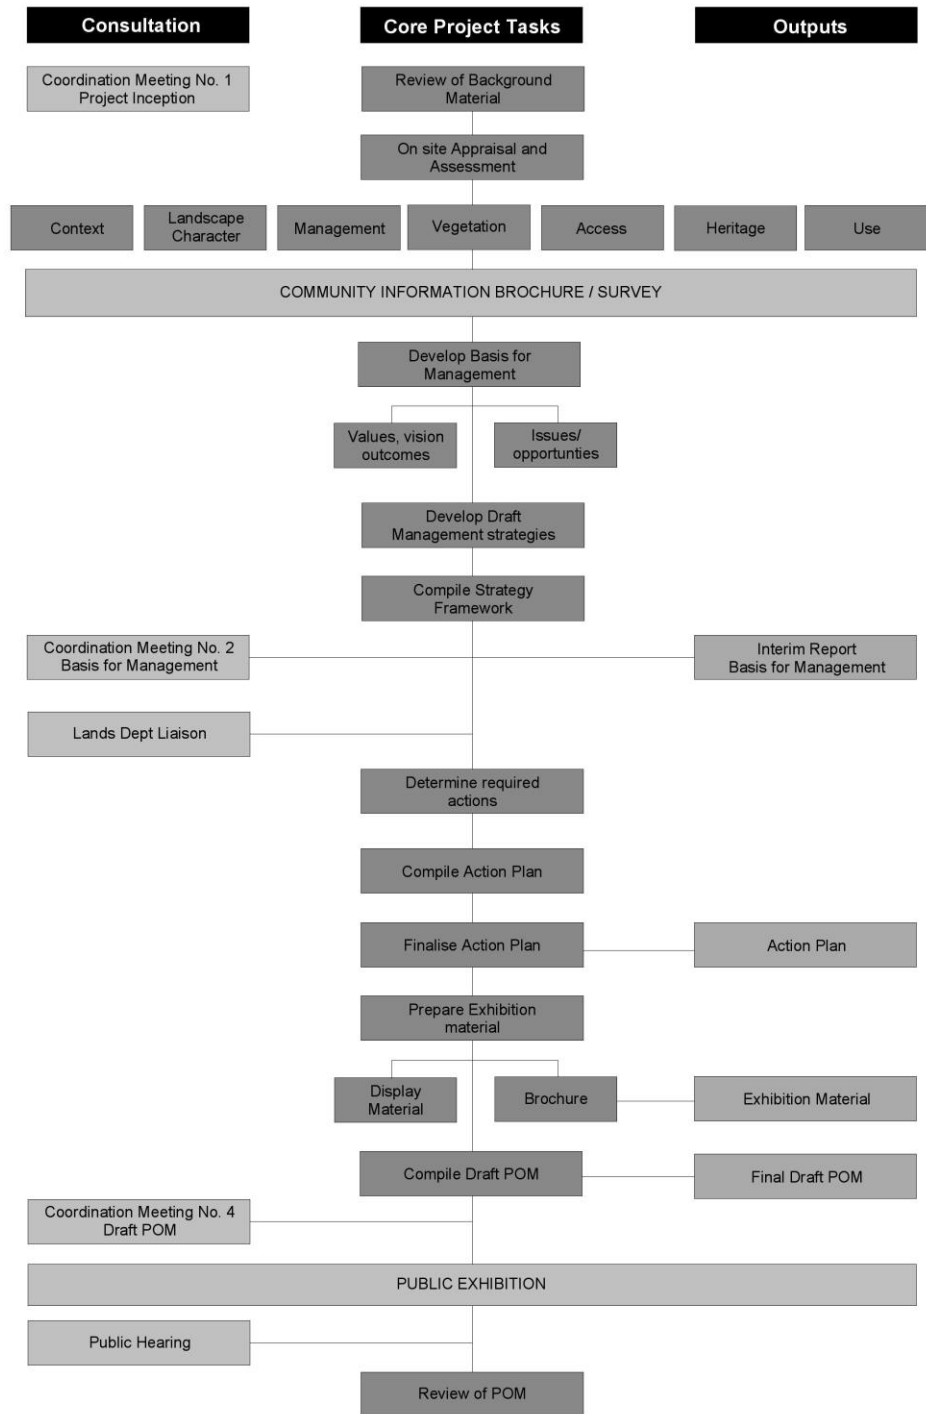 Consultation
Core Project Tasks
Outputs
Coordination Meeting No. 1
Project Inception
Review of Background
Material
On site Appraisal and
Assessment
Context
Landscape
Character
Management
Vegetation
Access
Heritage
Use
COMMUNITY INFORMATION BROCHURE / SURVEY
Develop Basis for
Management
Values, vision
outcomes
Issues/
opportunties
Develop Draft
Management strategies
Compile Strategy
Framework
Coordination Meeting No. 2
Basis for Management
Interim Report
Basis for Management
Lands Dept Liaison
Determine required
actions
Compile Action Plan
Finalise Action Plan
Action Plan
Prepare Exhibition
material
Display
Material
Brochure
Exhibition Material
Compile Draft POM
Final Draft POM
Coordination Meeting No. 4
Draft POM
PUBLIC EXHIBITION
Public Hearing
Review of POM